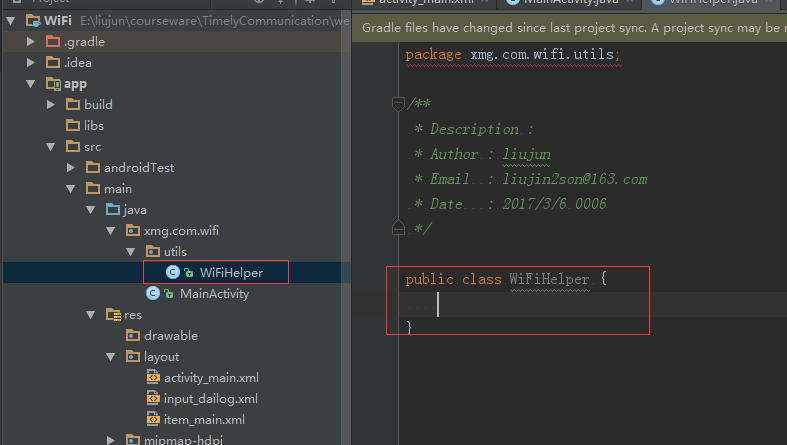 Project
activity_main.xml
MainActivity.java
WiFiHelper.java
WiFi E:\liujun\courseware\TimelyCommunication\we
.gradle
.idea
app
build
libs
src
androidTest
main
java
xmg.com.wifi
utils
WiFiHelper
MainActivity
res
drawable
layout
activity_main.xml
input_dailog.xml
item_main.xml
mipmap-hdpi
Gradle files have changed since last project sync. A project sync may be n
package xmg.com.wifi.utils;
/**
* Description :
* Author : liujun
* Email : liujin2son@163.com
* Date : 2017/3/6 0006
*/
public class WiFiHelper {
}